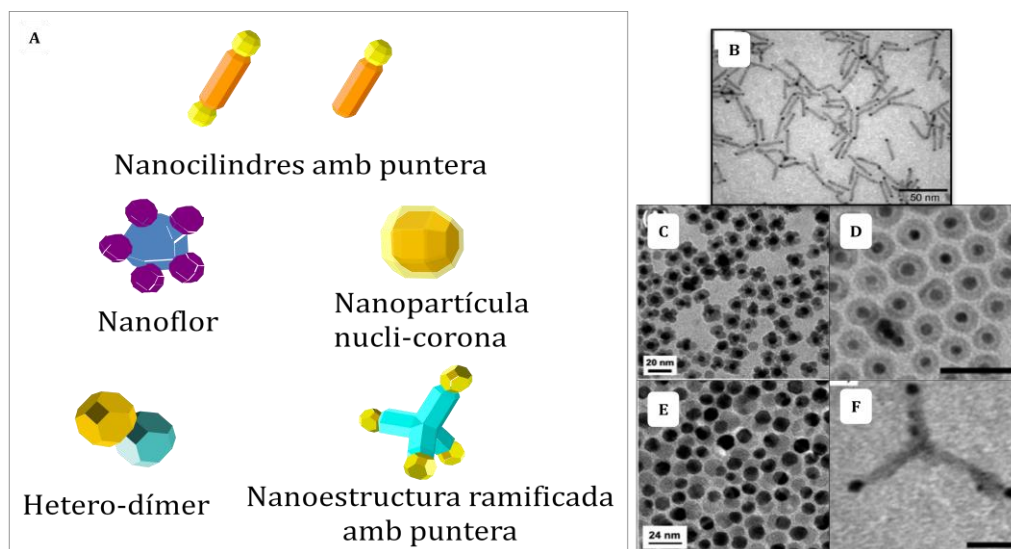 A
Nanocilindres amb puntera
Nanoflor
Nanopartícula
nucli-corona
Hetero-dímer
Nanoestructura ramificada
amb puntera
B
50 nm
C
20 nm
D
E
24 nm
F